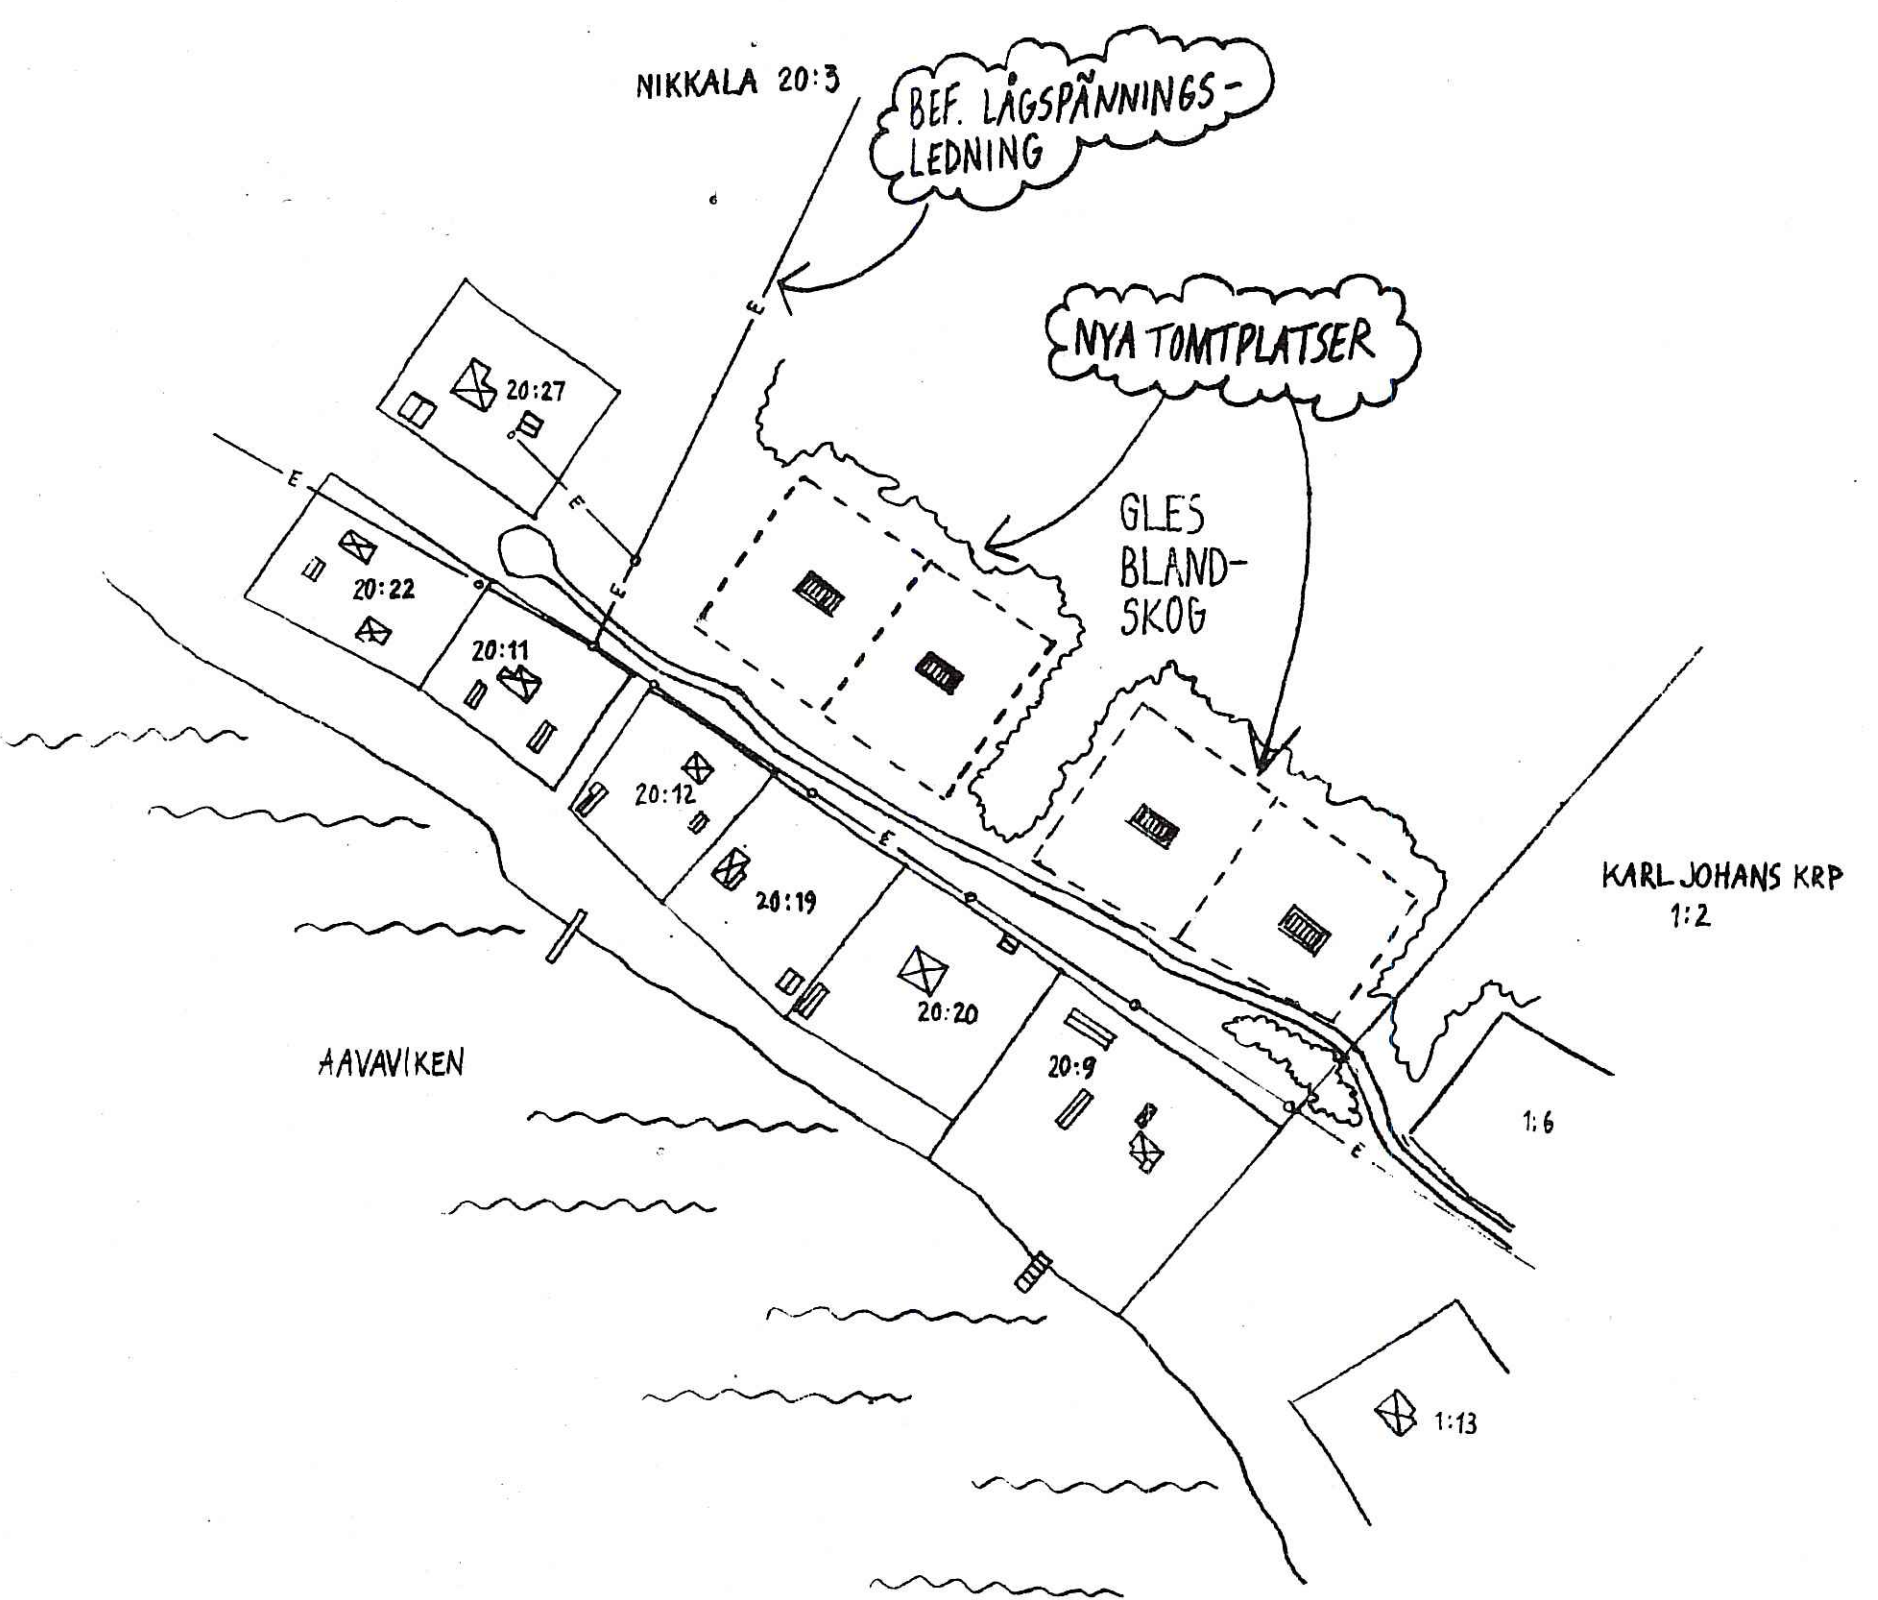 NIKKALA 20:3
BEF. LÅGSPÄNNINGS-
LEDNING
NYA TOMTPLATSER
20:27
E
E
E
GLES
BLAND-
SKOG
E
20:22
20:11
20:12
E
20:19
KARL JOHANS KRP
1:2
20:20
AAVAVIKEN
20:9
1:6
E
1:13